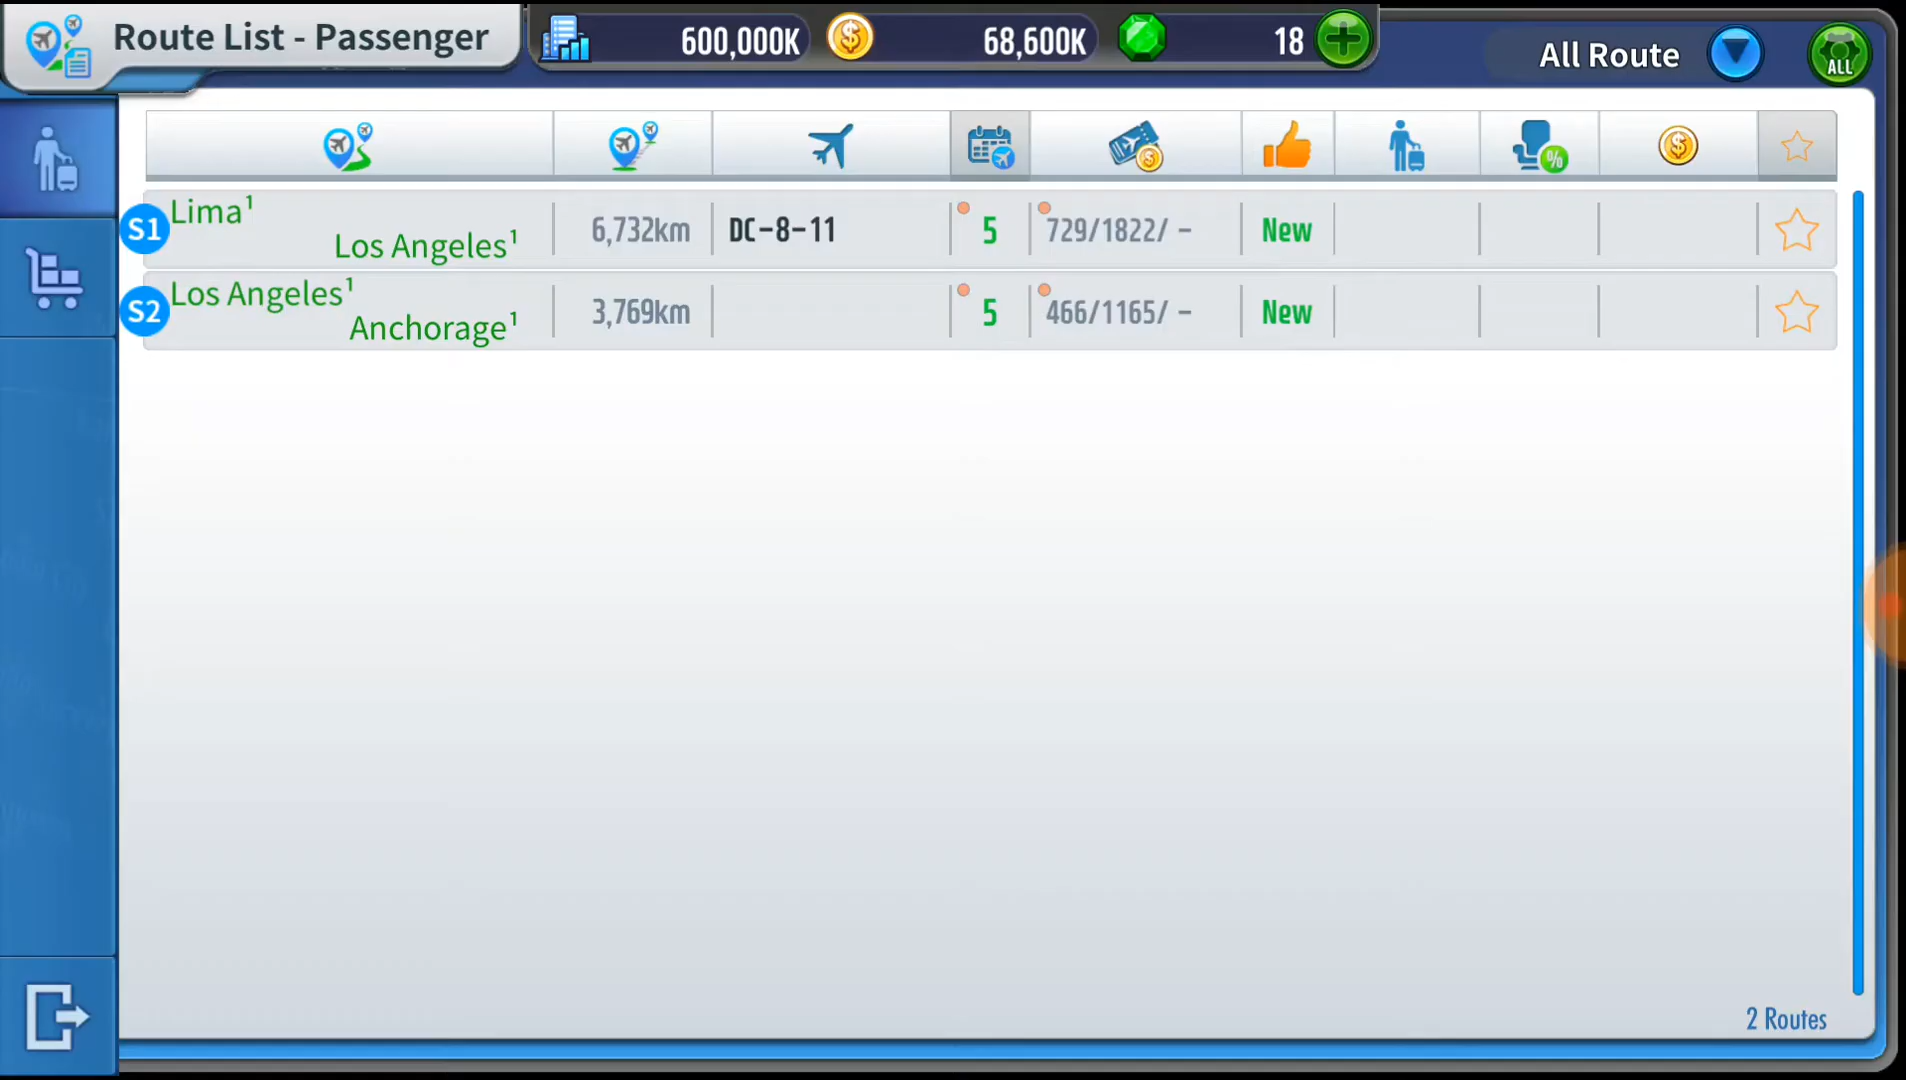 Route List - Passenger
600,000K
68,600K
18
All Route
ALL
%
S1
Lima¹
Los Angeles¹
6,732km
DC-8-11
5
729/1822/ -
New
S2
Los Angeles¹
Anchorage¹
3,769km
5
466/1165/ -
New
2 Routes